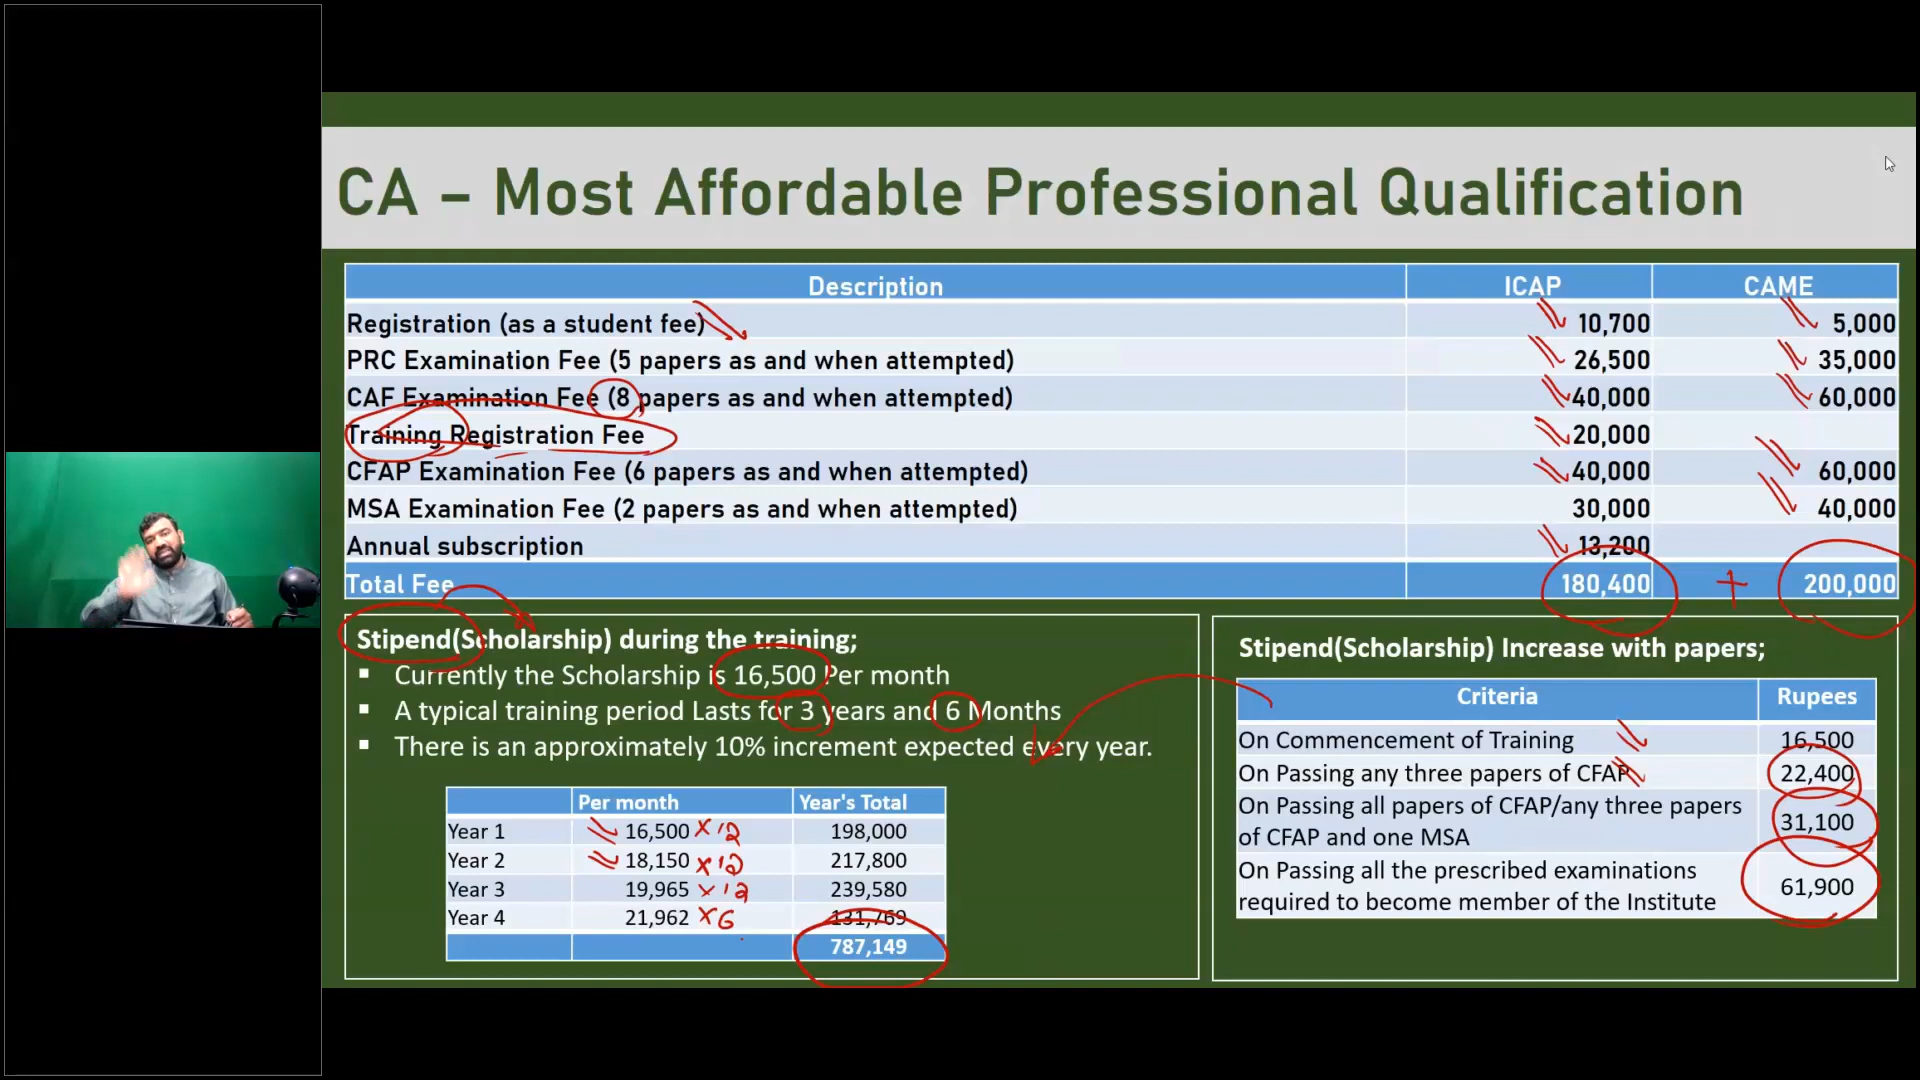 CA – Most Affordable Professional Qualification
Description ICAP CAME
Registration (as a student fee) 10,700 5,000
PRC Examination Fee (5 papers as and when attempted) 26,500 35,000
CAF Examination Fee (8 papers as and when attempted) 40,000 60,000
Training Registration Fee 20,000
CFAP Examination Fee (6 papers as and when attempted) 40,000 60,000
MSA Examination Fee (2 papers as and when attempted) 30,000 40,000
Annual subscription 13,200
Total Fee 180,400 + 200,000
Stipend(Scholarship) during the training;
▪ Currently the Scholarship is 16,500 Per month
▪ A typical training period Lasts for 3 years and 6 Months
▪ There is an approximately 10% increment expected every year.
Per month Year's Total
Year 1 16,500 ×12 198,000
Year 2 18,150 ×12 217,800
Year 3 19,965 ×12 239,580
Year 4 21,962 ×6 131,769
787,149
Stipend(Scholarship) Increase with papers;
Criteria Rupees
On Commencement of Training 16,500
On Passing any three papers of CFAP 22,400
On Passing all papers of CFAP/any three papers
of CFAP and one MSA 31,100
On Passing all the prescribed examinations
required to become member of the Institute 61,900